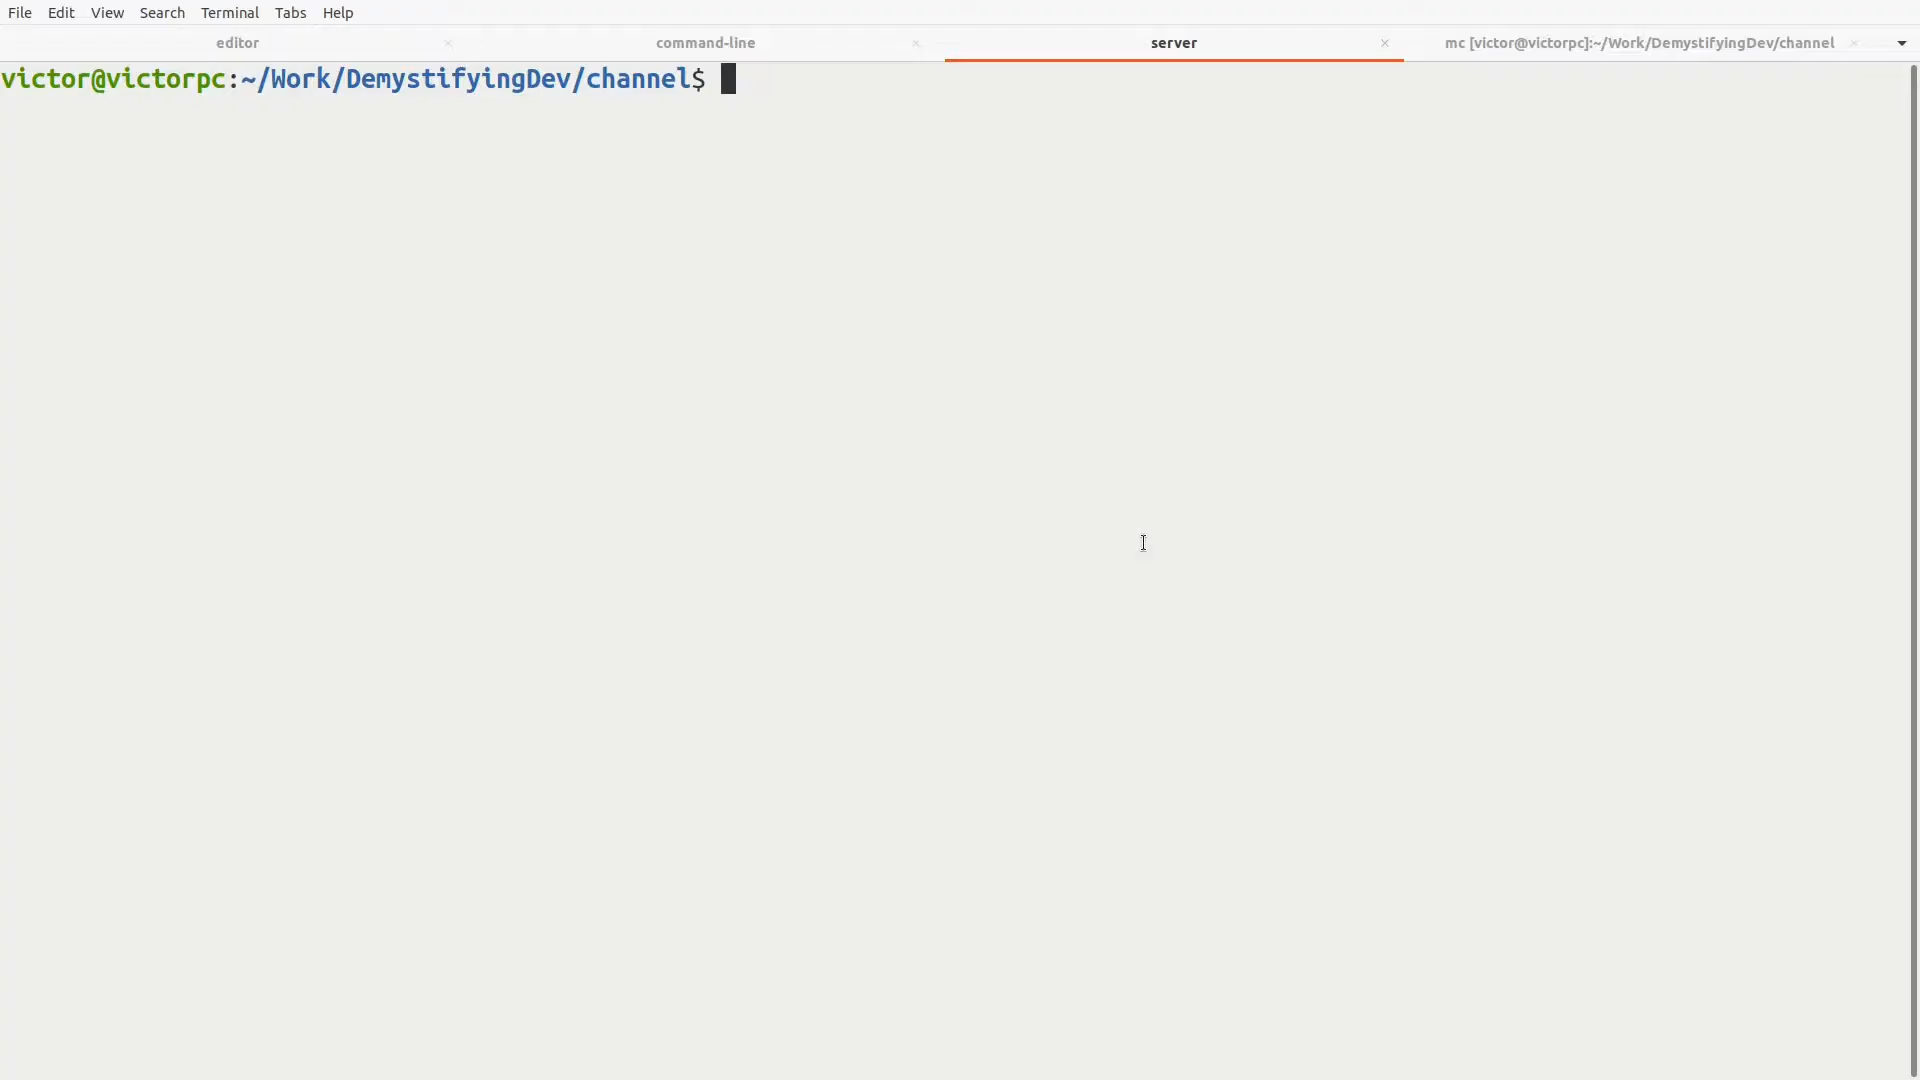 File Edit View Search Terminal Tabs Help
editor × command-line × server × mc [victor@victorpc]:~/Work/DemystifyingDev/channel ×
victor@victorpc:~/Work/DemystifyingDev/channel$